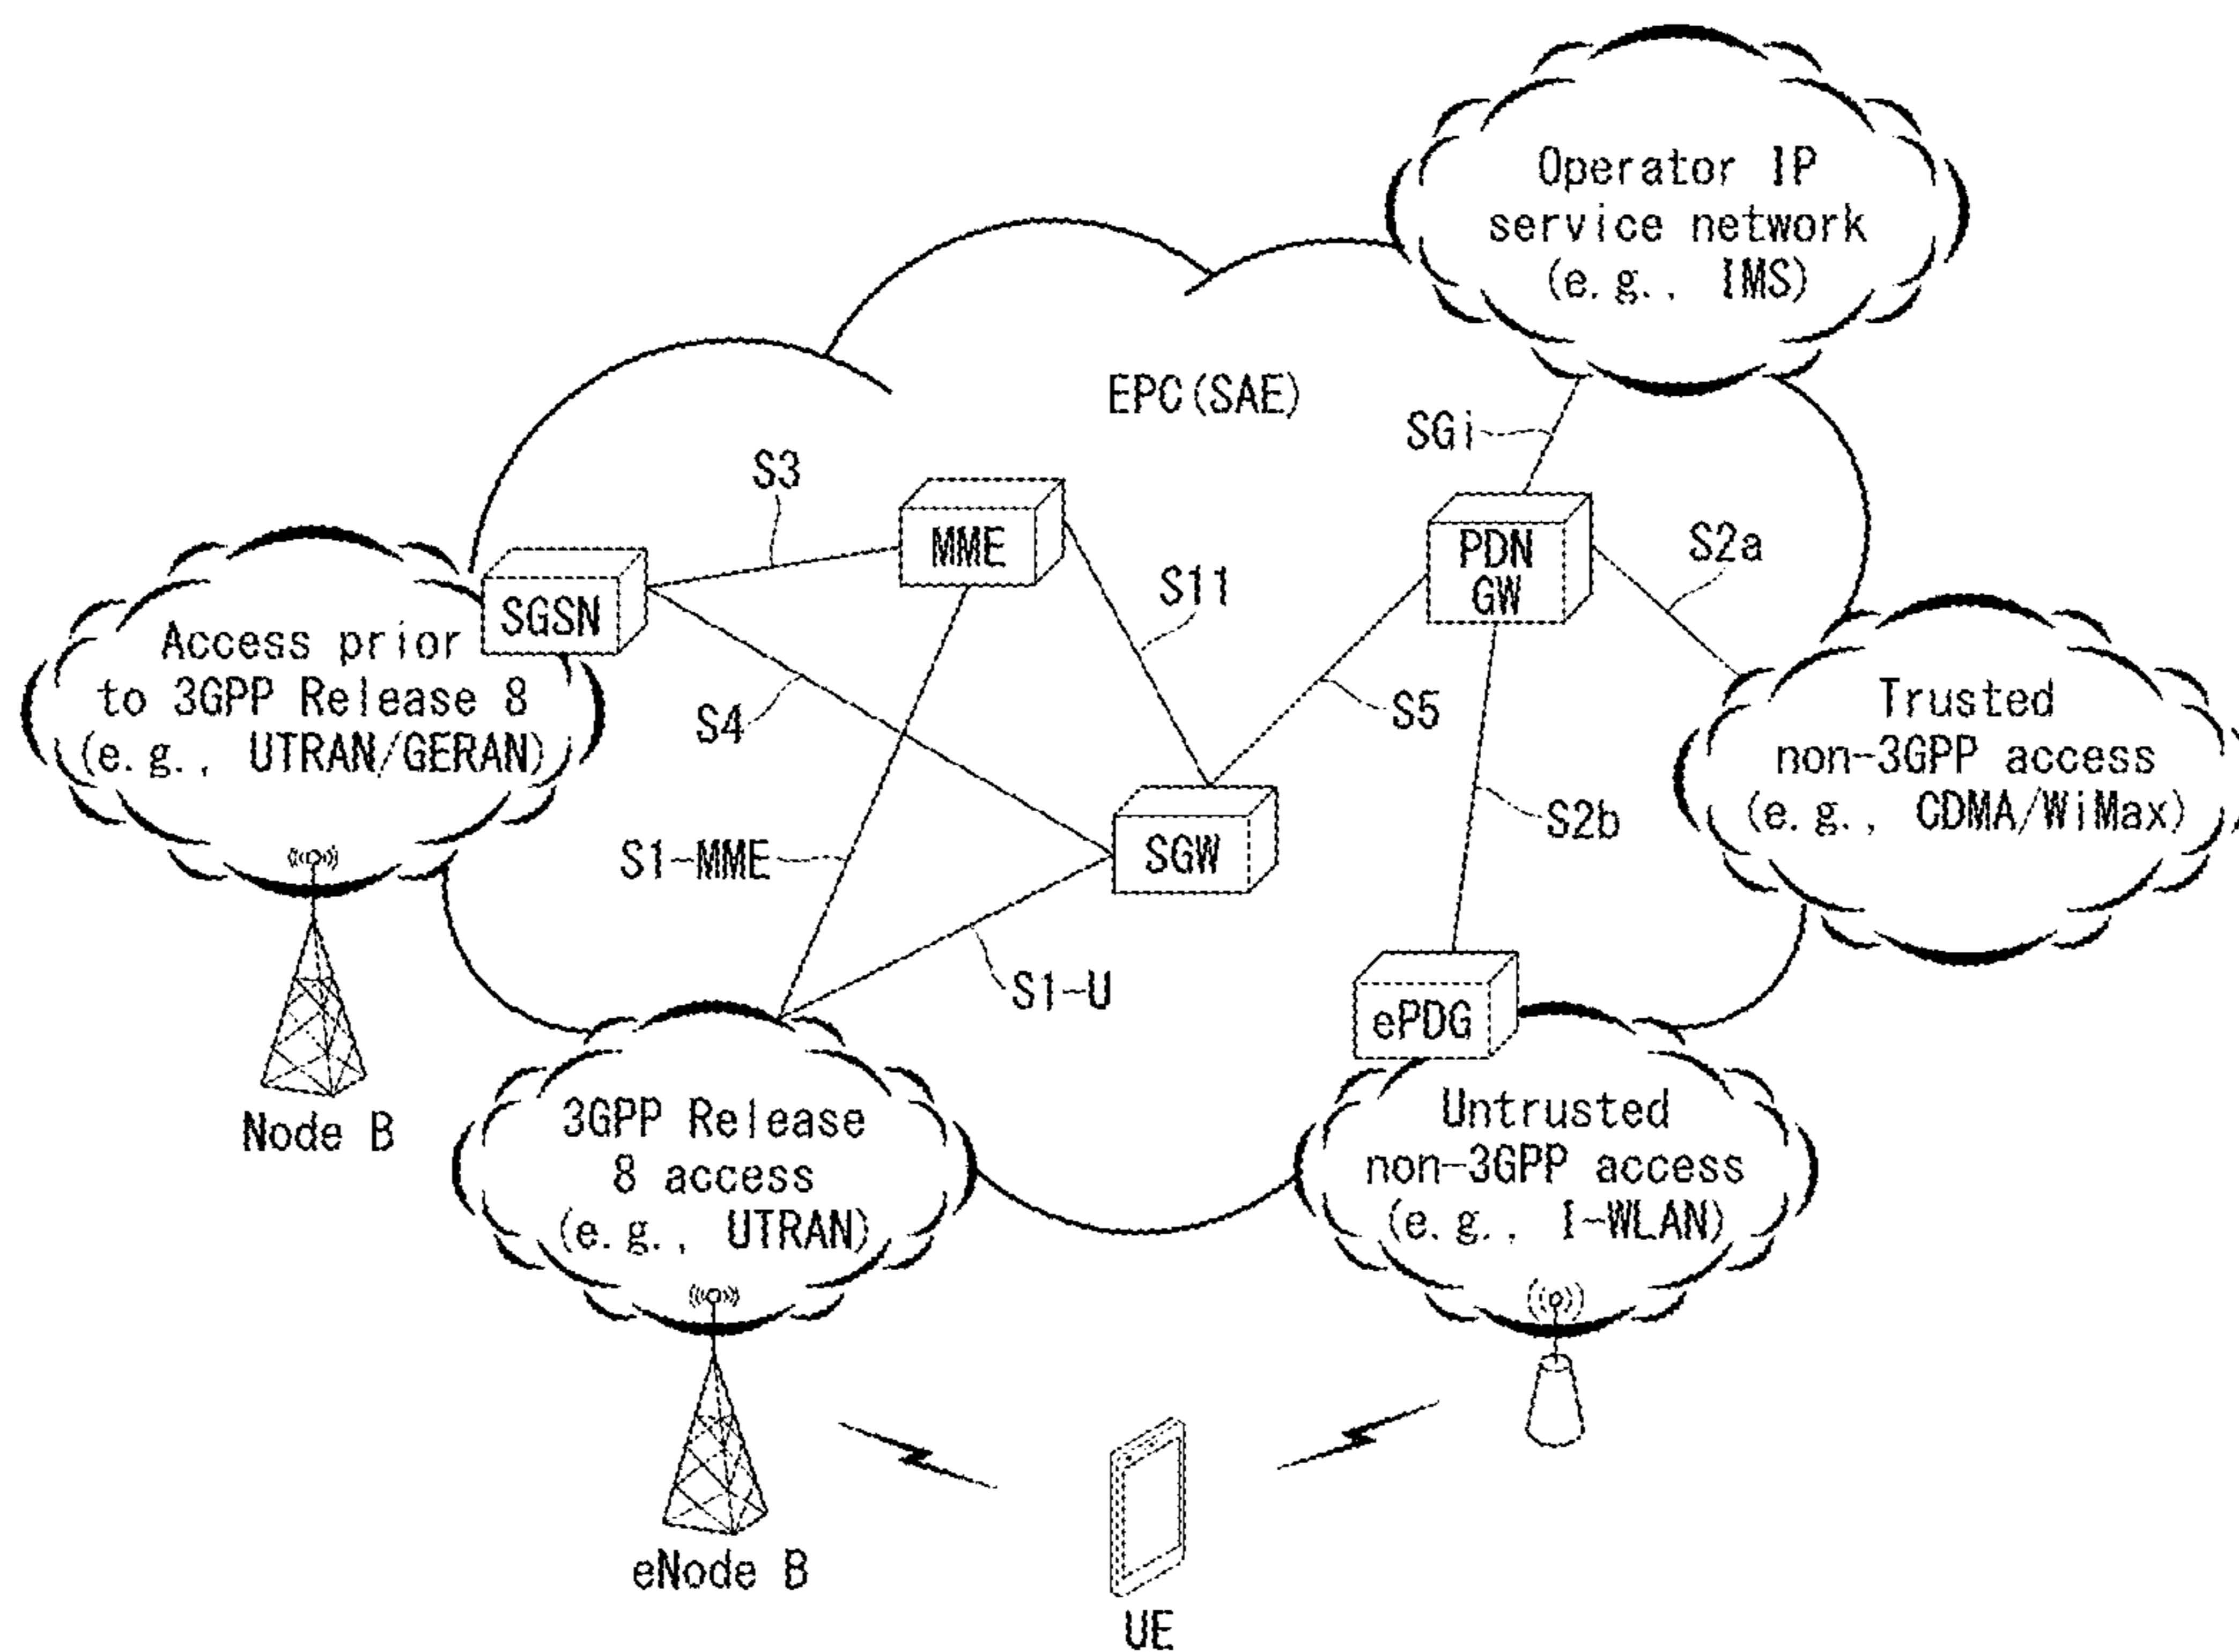 Operator IP
service network
(e.g., IMS)
EPC(SAE)
SGi
S3
MME
PDN
GW
S2a
SGSN
S11
Access prior
to 3GPP Release 8
(e.g., UTRAN/GERAN)
S4
S5
Trusted
non-3GPP access
(e.g., CDMA/WiMax)
S2b
S1-MME
SGW
S1-U
ePDG
Node B
3GPP Release
8 access
(e.g., UTRAN)
Untrusted
non-3GPP access
(e.g., I-WLAN)
eNode B
UE